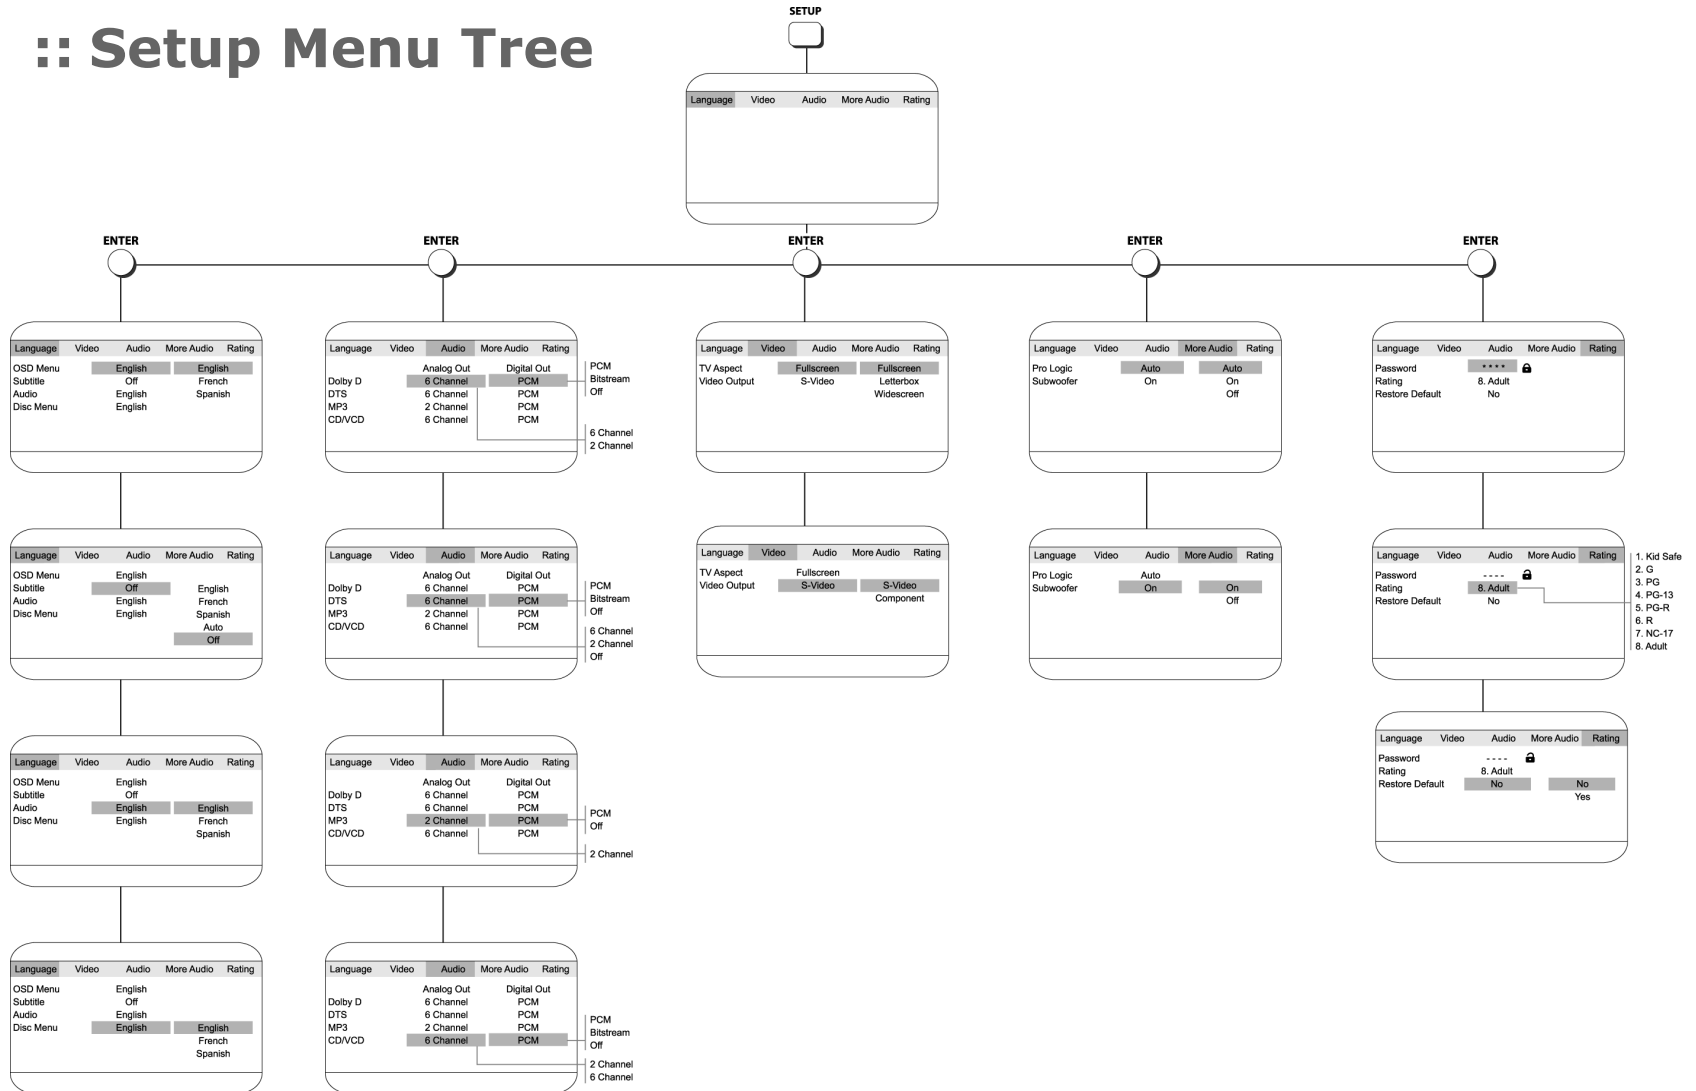 :: Setup Menu Tree
SETUP
Language Video Audio More Audio Rating
ENTER ENTER ENTER ENTER ENTER
Language Video Audio More Audio Rating
OSD Menu English English
Subtitle Off French
Audio English Spanish
Disc Menu English
Language Video Audio More Audio Rating
OSD Menu English
Subtitle Off English
Audio English French
Disc Menu English Spanish
Auto
Off
Language Video Audio More Audio Rating
OSD Menu English
Subtitle Off
Audio English English
Disc Menu English French
Spanish
Language Video Audio More Audio Rating
OSD Menu English
Subtitle Off
Audio English
Disc Menu English English
French
Spanish
Language Video Audio More Audio Rating
Analog Out Digital Out
Dolby D 6 Channel PCM
DTS 6 Channel PCM
MP3 2 Channel PCM
CD/VCD 6 Channel PCM
PCM
Bitstream
Off
6 Channel
2 Channel
Language Video Audio More Audio Rating
Analog Out Digital Out
Dolby D 6 Channel PCM
DTS 6 Channel PCM
MP3 2 Channel PCM
CD/VCD 6 Channel PCM
PCM
Bitstream
Off
6 Channel
2 Channel
Off
Language Video Audio More Audio Rating
Analog Out Digital Out
Dolby D 6 Channel PCM
DTS 6 Channel PCM
MP3 2 Channel PCM
CD/VCD 6 Channel PCM
PCM
Off
2 Channel
Language Video Audio More Audio Rating
Analog Out Digital Out
Dolby D 6 Channel PCM
DTS 6 Channel PCM
MP3 2 Channel PCM
CD/VCD 6 Channel PCM
PCM
Bitstream
Off
2 Channel
6 Channel
Language Video Audio More Audio Rating
TV Aspect Fullscreen Fullscreen
Video Output S-Video Letterbox
Widescreen
Language Video Audio More Audio Rating
TV Aspect Fullscreen
Video Output S-Video S-Video
Component
Language Video Audio More Audio Rating
Pro Logic Auto Auto
Subwoofer On On
Off
Language Video Audio More Audio Rating
Pro Logic Auto
Subwoofer On On
Off
Language Video Audio More Audio Rating
Password * * * *
Rating 8. Adult
Restore Default No
Language Video Audio More Audio Rating
Password - - - -
Rating 8. Adult
Restore Default No
1. Kid Safe
2. G
3. PG
4. PG-13
5. PG-R
6. R
7. NC-17
8. Adult
Language Video Audio More Audio Rating
Password - - - -
Rating 8. Adult
Restore Default No No
Yes